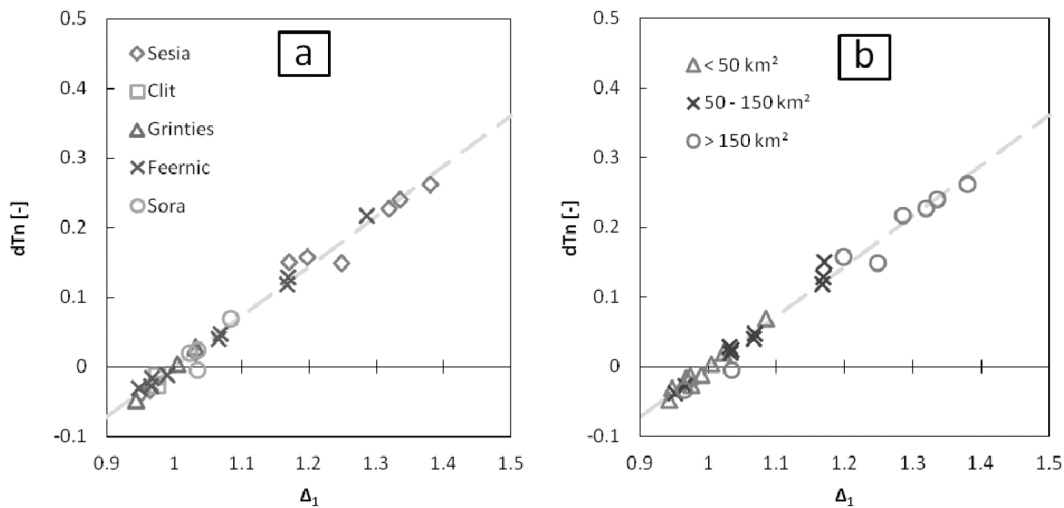 a
Sesia
Clit
Grinties
Feernic
Sora
0.5
0.4
0.3
0.2
0.1
0
-0.1
dTn [-]
0.9 1 1.1 1.2 1.3 1.4 1.5
Δ₁
b
< 50 km²
50 - 150 km²
> 150 km²
0.5
0.4
0.3
0.2
0.1
0
-0.1
dTn [-]
0.9 1 1.1 1.2 1.3 1.4 1.5
Δ₁